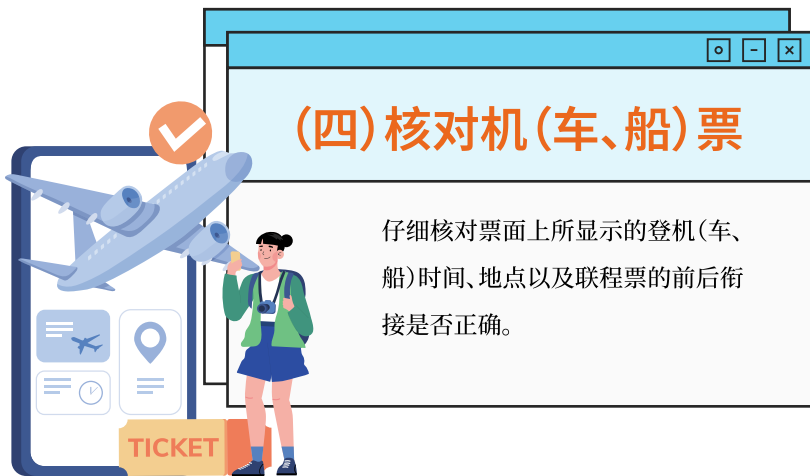 （四）核对机（车、船）票
仔细核对票面上所显示的登机（车、
船）时间、地点以及联程票的前后衔
接是否正确。
TICKET